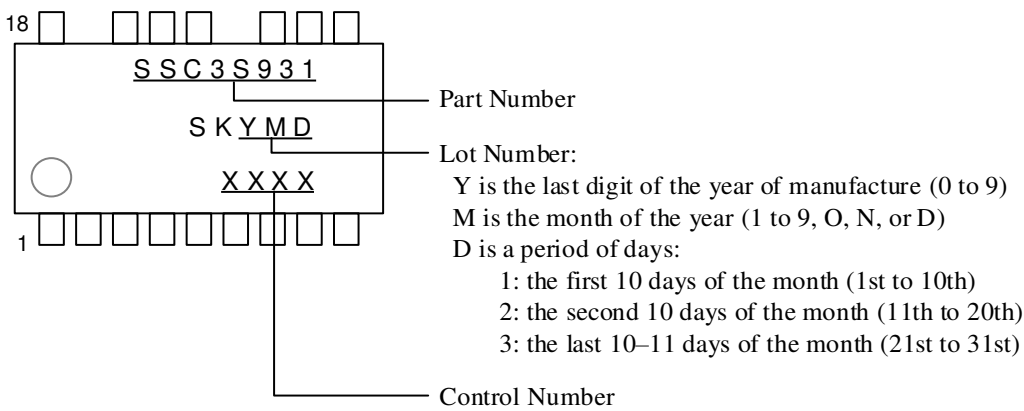 18
SSC3S931
Part Number
SKYMD
Lot Number:
XXXX
Y is the last digit of the year of manufacture (0 to 9)
M is the month of the year (1 to 9, O, N, or D)
1
D is a period of days:
1: the first 10 days of the month (1st to 10th)
2: the second 10 days of the month (11th to 20th)
3: the last 10–11 days of the month (21st to 31st)
Control Number